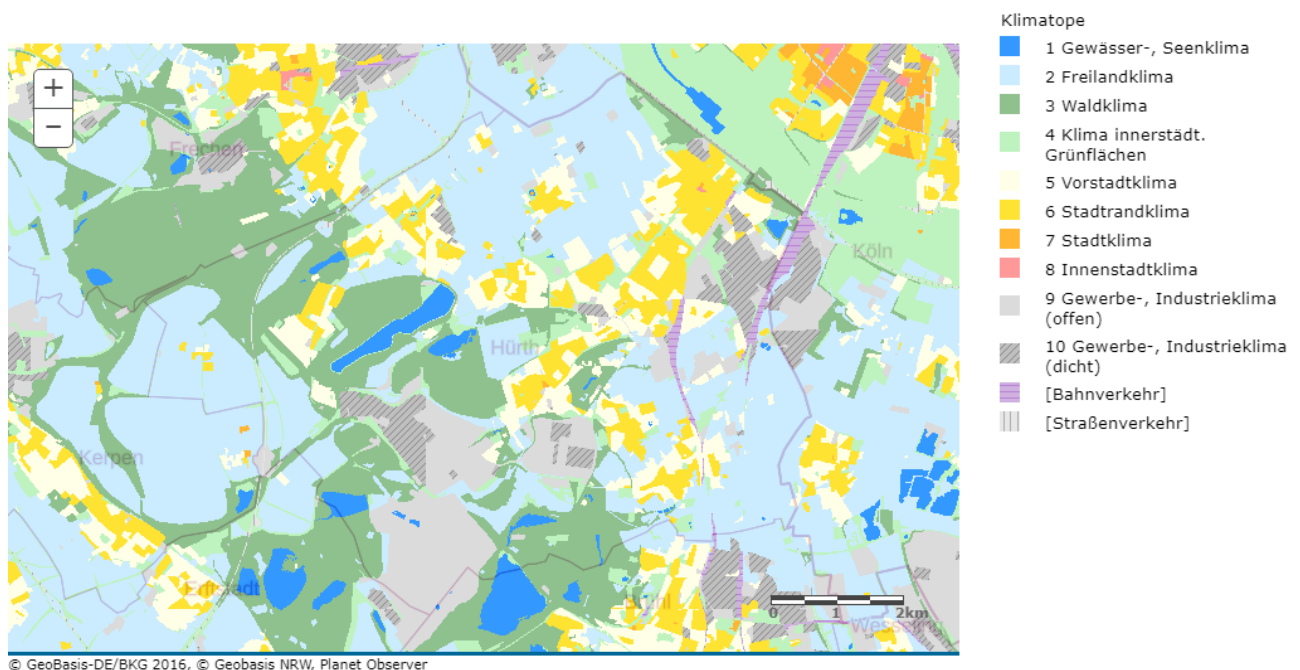 Klimatope
1 Gewässer-, Seenklima
2 Freilandklima
3 Waldklima
4 Klima innerstädt.
Grünflächen
5 Vorstadtklima
6 Stadtrandklima
7 Stadtklima
8 Innenstadtklima
9 Gewerbe-, Industrieklima
(offen)
10 Gewerbe-, Industrieklima
(dicht)
[Bahnverkehr]
[Straßenverkehr]
+
−
Frechen
Köln
Hürth
Kerpen
Erftstadt
Brühl
0 1 2km
Wesseling
© GeoBasis-DE/BKG 2016, © Geobasis NRW, Planet Observer